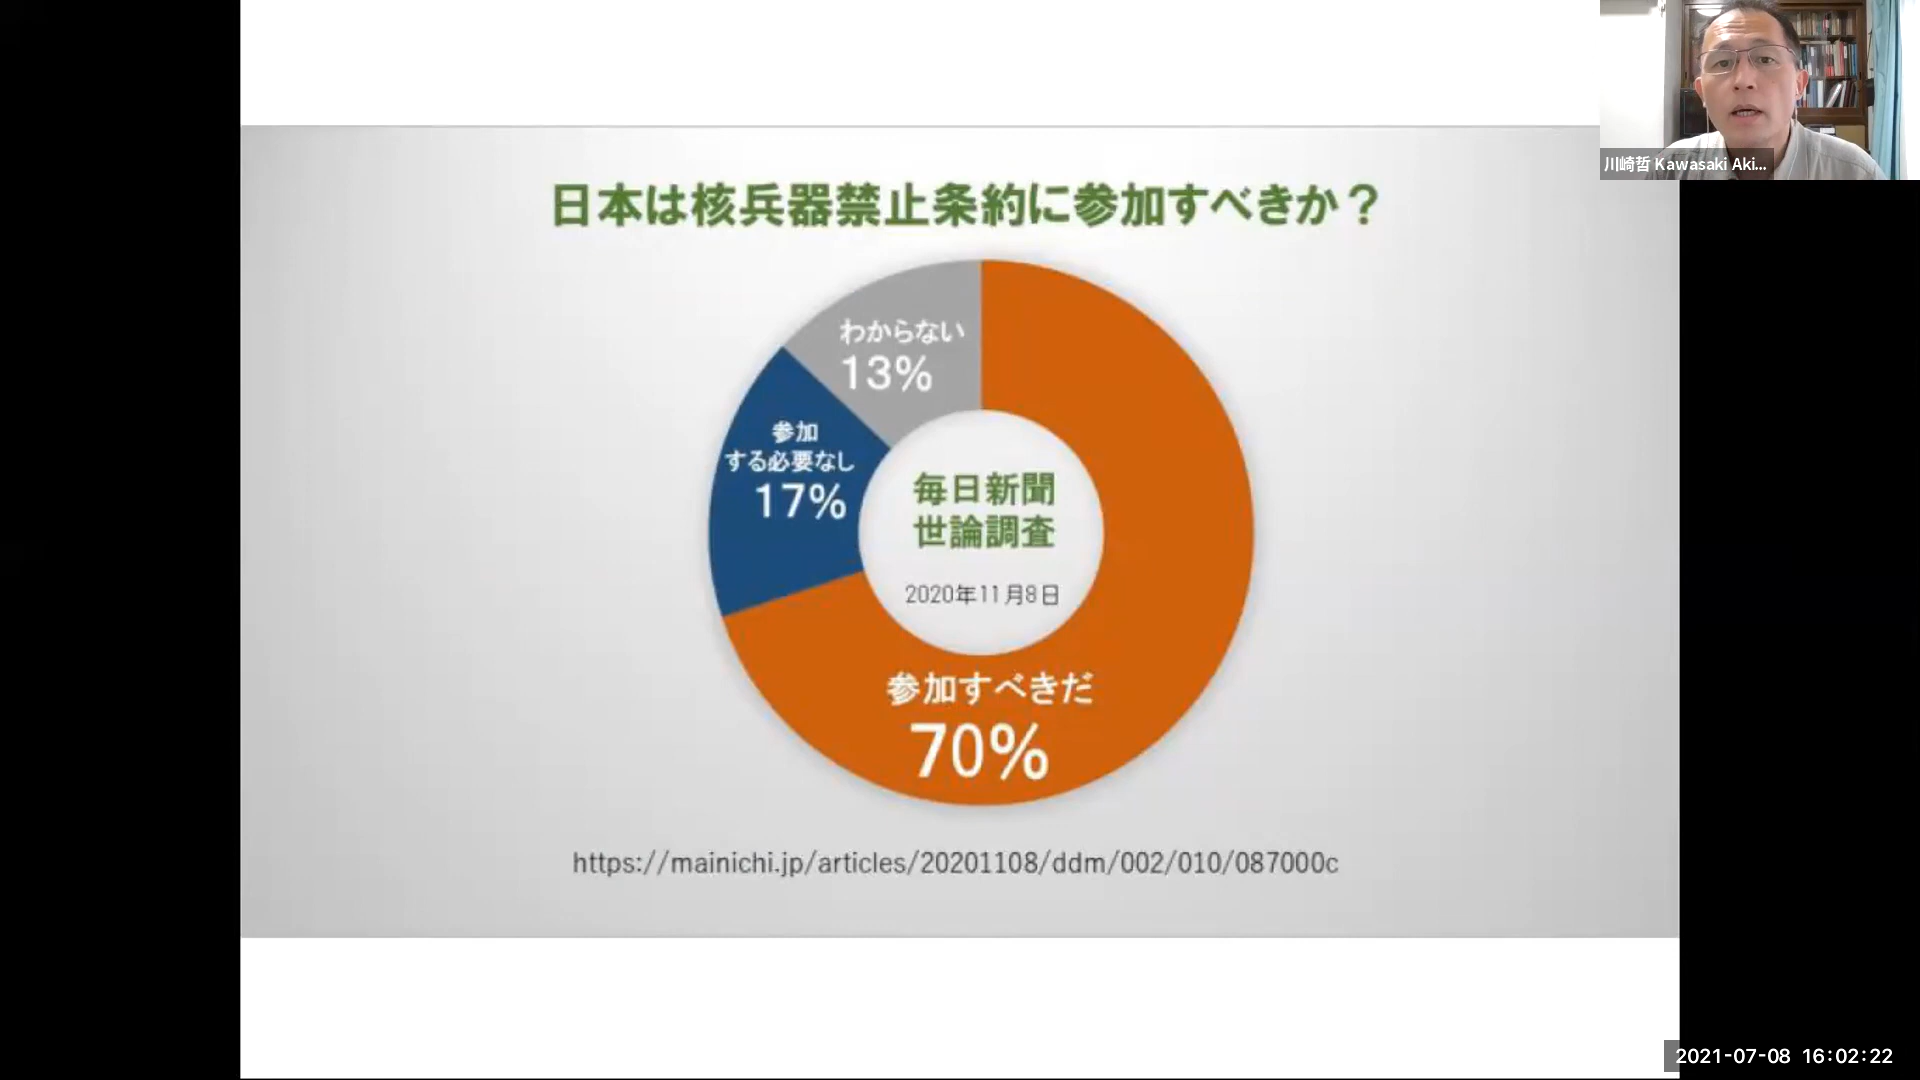 日本は核兵器禁止条約に参加すべきか？
わからない
13%
参加
する必要なし
17%
毎日新聞
世論調査
2020年11月8日
参加すべきだ
70%
https://mainichi.jp/articles/20201108/ddm/002/010/087000c
川崎哲 Kawasaki Aki...
2021-07-08 16:02:22